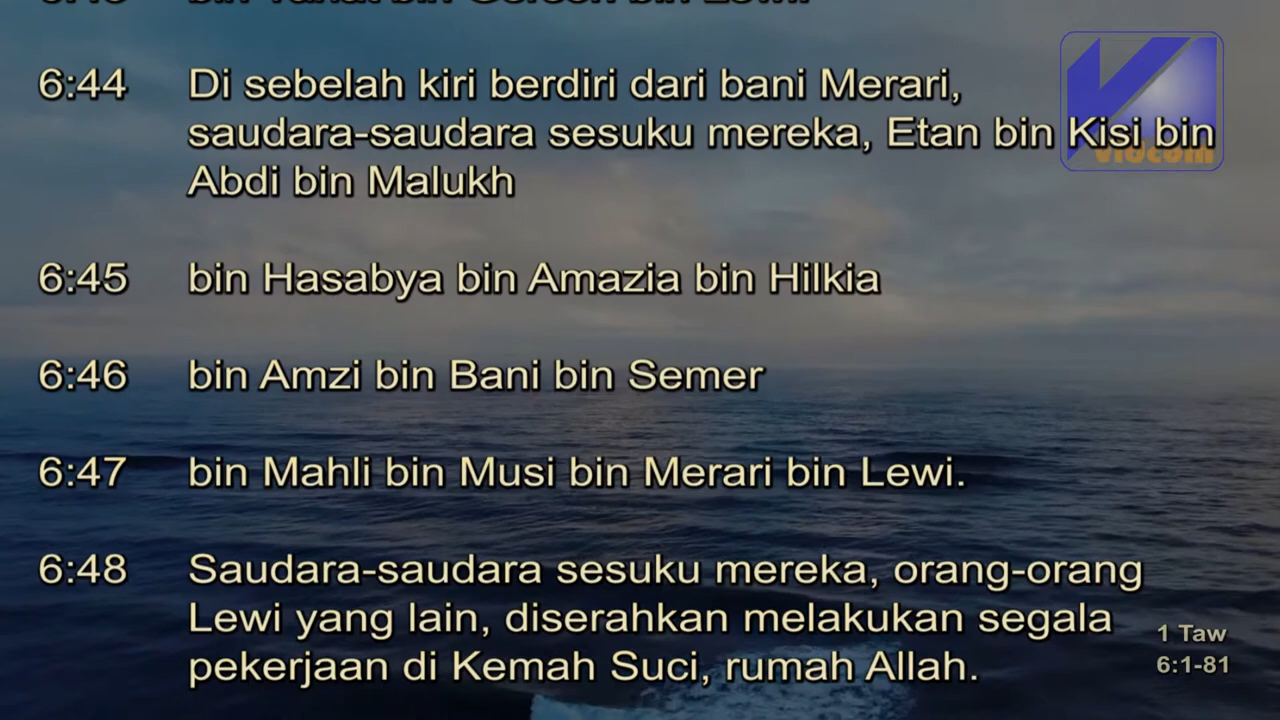 6:44 Di sebelah kiri berdiri dari bani Merari,
saudara-saudara sesuku mereka, Etan bin Kisi bin
Abdi bin Malukh
6:45 bin Hasabya bin Amazia bin Hilkia
6:46 bin Amzi bin Bani bin Semer
6:47 bin Mahli bin Musi bin Merari bin Lewi.
6:48 Saudara-saudara sesuku mereka, orang-orang
Lewi yang lain, diserahkan melakukan segala
pekerjaan di Kemah Suci, rumah Allah.
vidcom
1 Taw
6:1-81